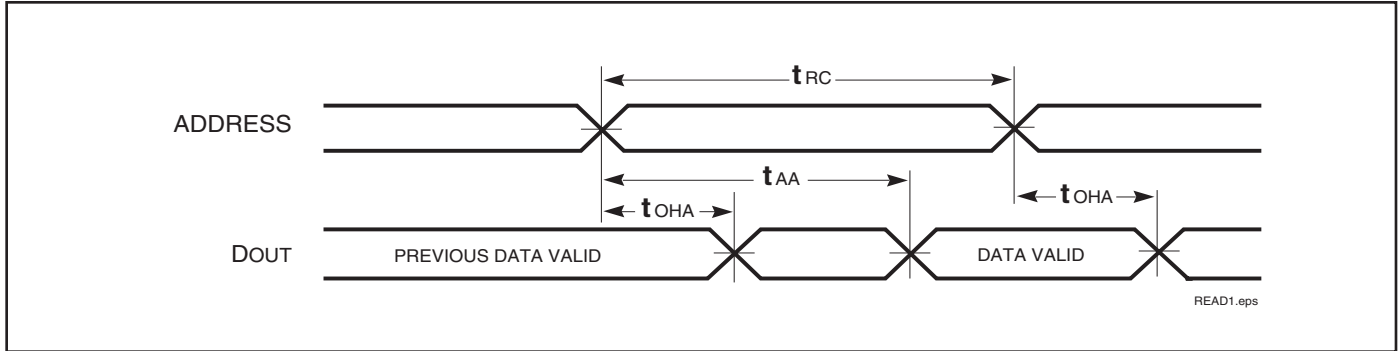 tRC
ADDRESS
tAA
tOHA
tOHA
DOUT
PREVIOUS DATA VALID
DATA VALID
READ1.eps